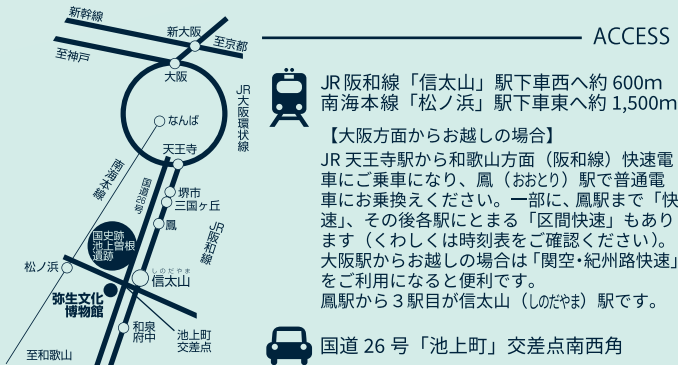 新幹線
新大阪
至京都
至神戸
大阪
JR大阪環状線
なんば
天王寺
南海本線
国道26号
堺市
三国ヶ丘
鳳
JR阪和線
国史跡
池上曽根
遺跡
松ノ浜
しのだやま
信太山
弥生文化
博物館
和泉
府中
池上町
交差点
至和歌山
ACCESS
JR阪和線「信太山」駅下車西へ約 600m
南海本線「松ノ浜」駅下車東へ約 1,500m
【大阪方面からお越しの場合】
JR 天王寺駅から和歌山方面（阪和線）快速電
車にご乗車になり、鳳（おおとり）駅で普通電
車にお乗換えください。一部に、鳳駅まで「快
速」、その後各駅にとまる「区間快速」もあり
ます（くわしくは時刻表をご確認ください）。
大阪駅からお越しの場合は「関空・紀州路快速」
をご利用になると便利です。
鳳駅から３駅目が信太山（しのだやま）駅です。
国道 26 号「池上町」交差点南西角